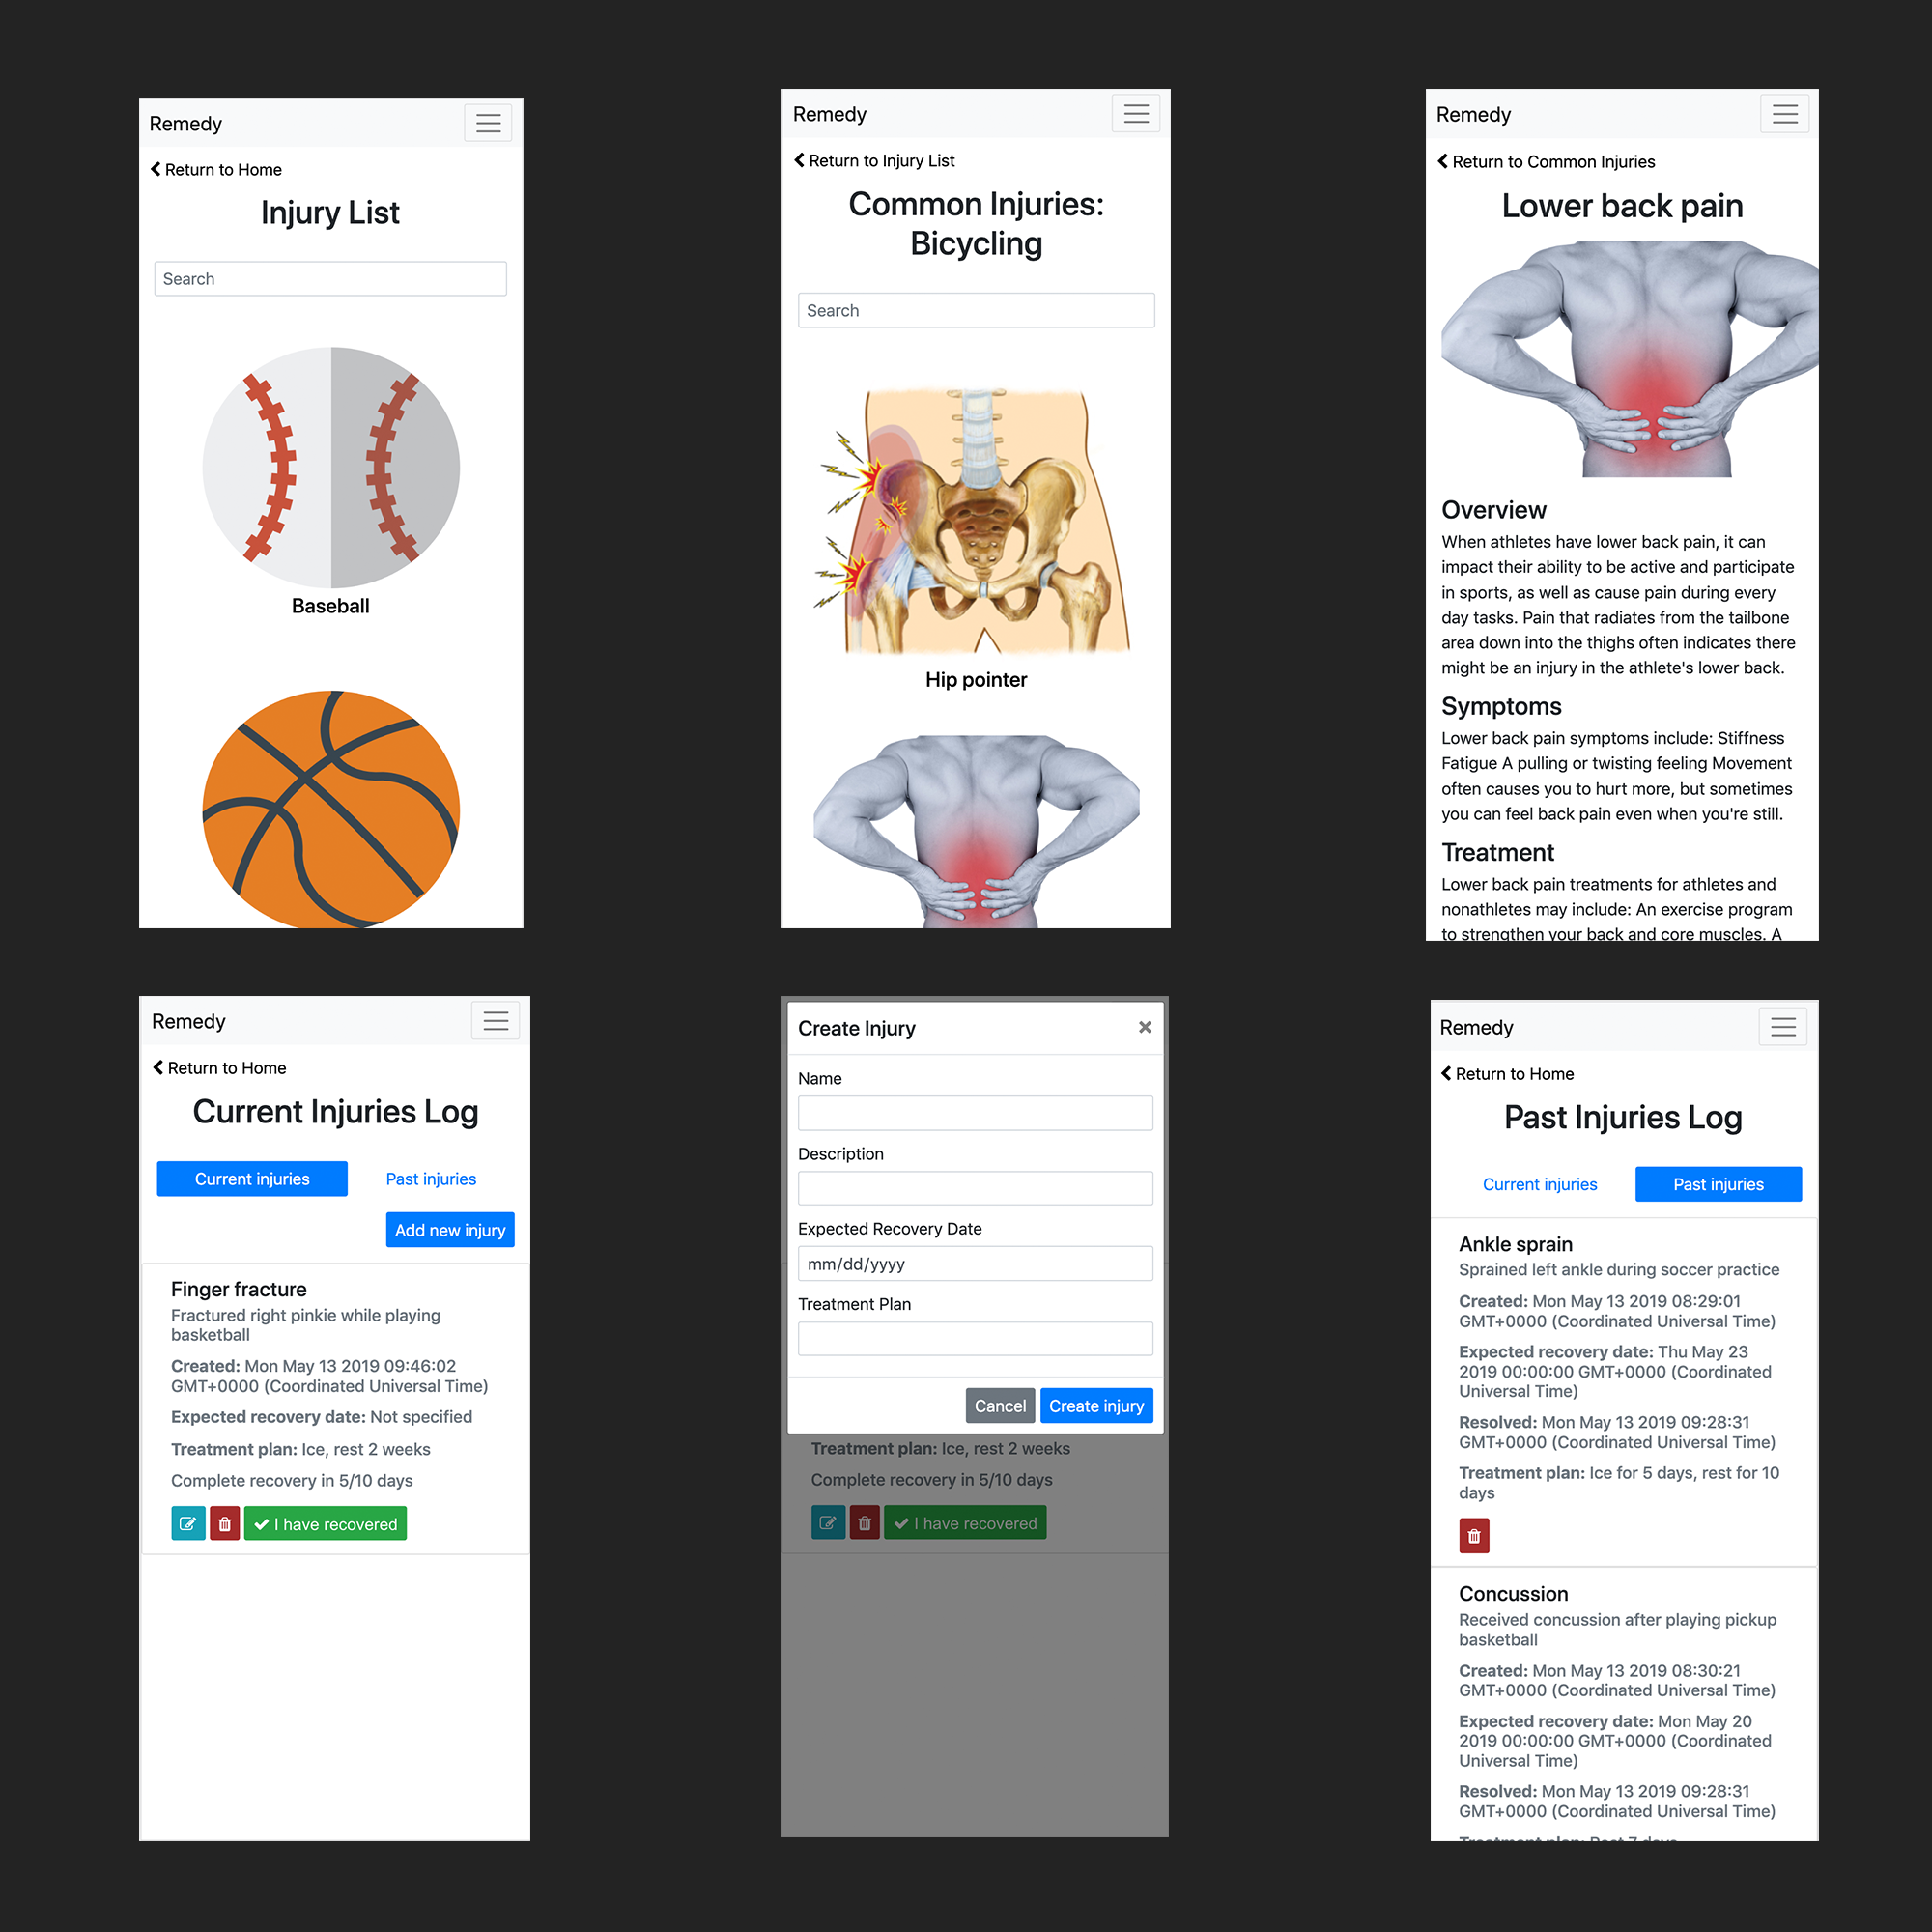 Remedy
Return to Home
Injury List
Search
Baseball
Remedy
Return to Injury List
Common Injuries:
Bicycling
Search
Hip pointer
Remedy
Return to Common Injuries
Lower back pain
Overview
When athletes have lower back pain, it can
impact their ability to be active and participate
in sports, as well as cause pain during every
day tasks. Pain that radiates from the tailbone
area down into the thighs often indicates there
might be an injury in the athlete's lower back.
Symptoms
Lower back pain symptoms include: Stiffness
Fatigue A pulling or twisting feeling Movement
often causes you to hurt more, but sometimes
you can feel back pain even when you're still.
Treatment
Lower back pain treatments for athletes and
nonathletes may include: An exercise program
to strengthen your back and core muscles. A
Remedy
Return to Home
Current Injuries Log
Current injuries
Past injuries
Add new injury
Finger fracture
Fractured right pinkie while playing
basketball
Created: Mon May 13 2019 09:46:02
GMT+0000 (Coordinated Universal Time)
Expected recovery date: Not specified
Treatment plan: Ice, rest 2 weeks
Complete recovery in 5/10 days
I have recovered
Create Injury
×
Name
Description
Expected Recovery Date
mm/dd/yyyy
Treatment Plan
Cancel
Create injury
Treatment plan: Ice, rest 2 weeks
Complete recovery in 5/10 days
I have recovered
Remedy
Return to Home
Past Injuries Log
Current injuries
Past injuries
Ankle sprain
Sprained left ankle during soccer practice
Created: Mon May 13 2019 08:29:01
GMT+0000 (Coordinated Universal Time)
Expected recovery date: Thu May 23
2019 00:00:00 GMT+0000 (Coordinated
Universal Time)
Resolved: Mon May 13 2019 09:28:31
GMT+0000 (Coordinated Universal Time)
Treatment plan: Ice for 5 days, rest for 10
days
Concussion
Received concussion after playing pickup
basketball
Created: Mon May 13 2019 08:30:21
GMT+0000 (Coordinated Universal Time)
Expected recovery date: Mon May 20
2019 00:00:00 GMT+0000 (Coordinated
Universal Time)
Resolved: Mon May 13 2019 09:28:31
GMT+0000 (Coordinated Universal Time)
Treatment plan: Rest 7 days